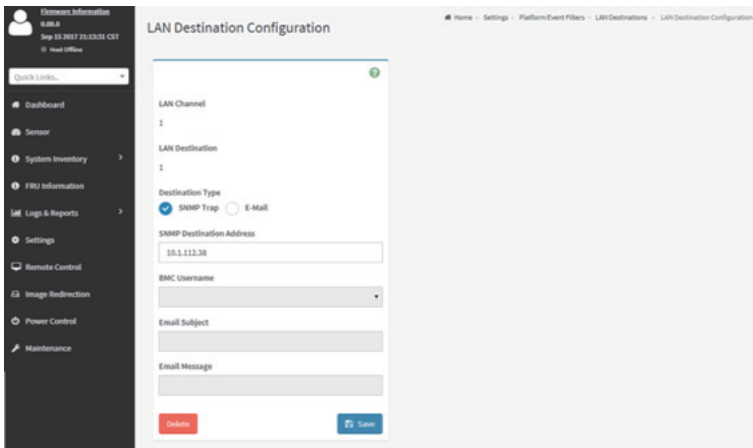 Firmware Information
0.00.0
Sep 15 2017 21:13:31 CST
Host Offline
Quick Links...
Dashboard
Sensor
System Inventory
FRU Information
Logs & Reports
Settings
Remote Control
Image Redirection
Power Control
Maintenance
LAN Destination Configuration
Home > Settings > Platform Event Filters > LAN Destinations > LAN Destination Configuration
LAN Channel
1
LAN Destination
1
Destination Type
SNMP Trap E-Mail
SNMP Destination Address
10.1.112.38
BMC Username
Email Subject
Email Message
Delete Save